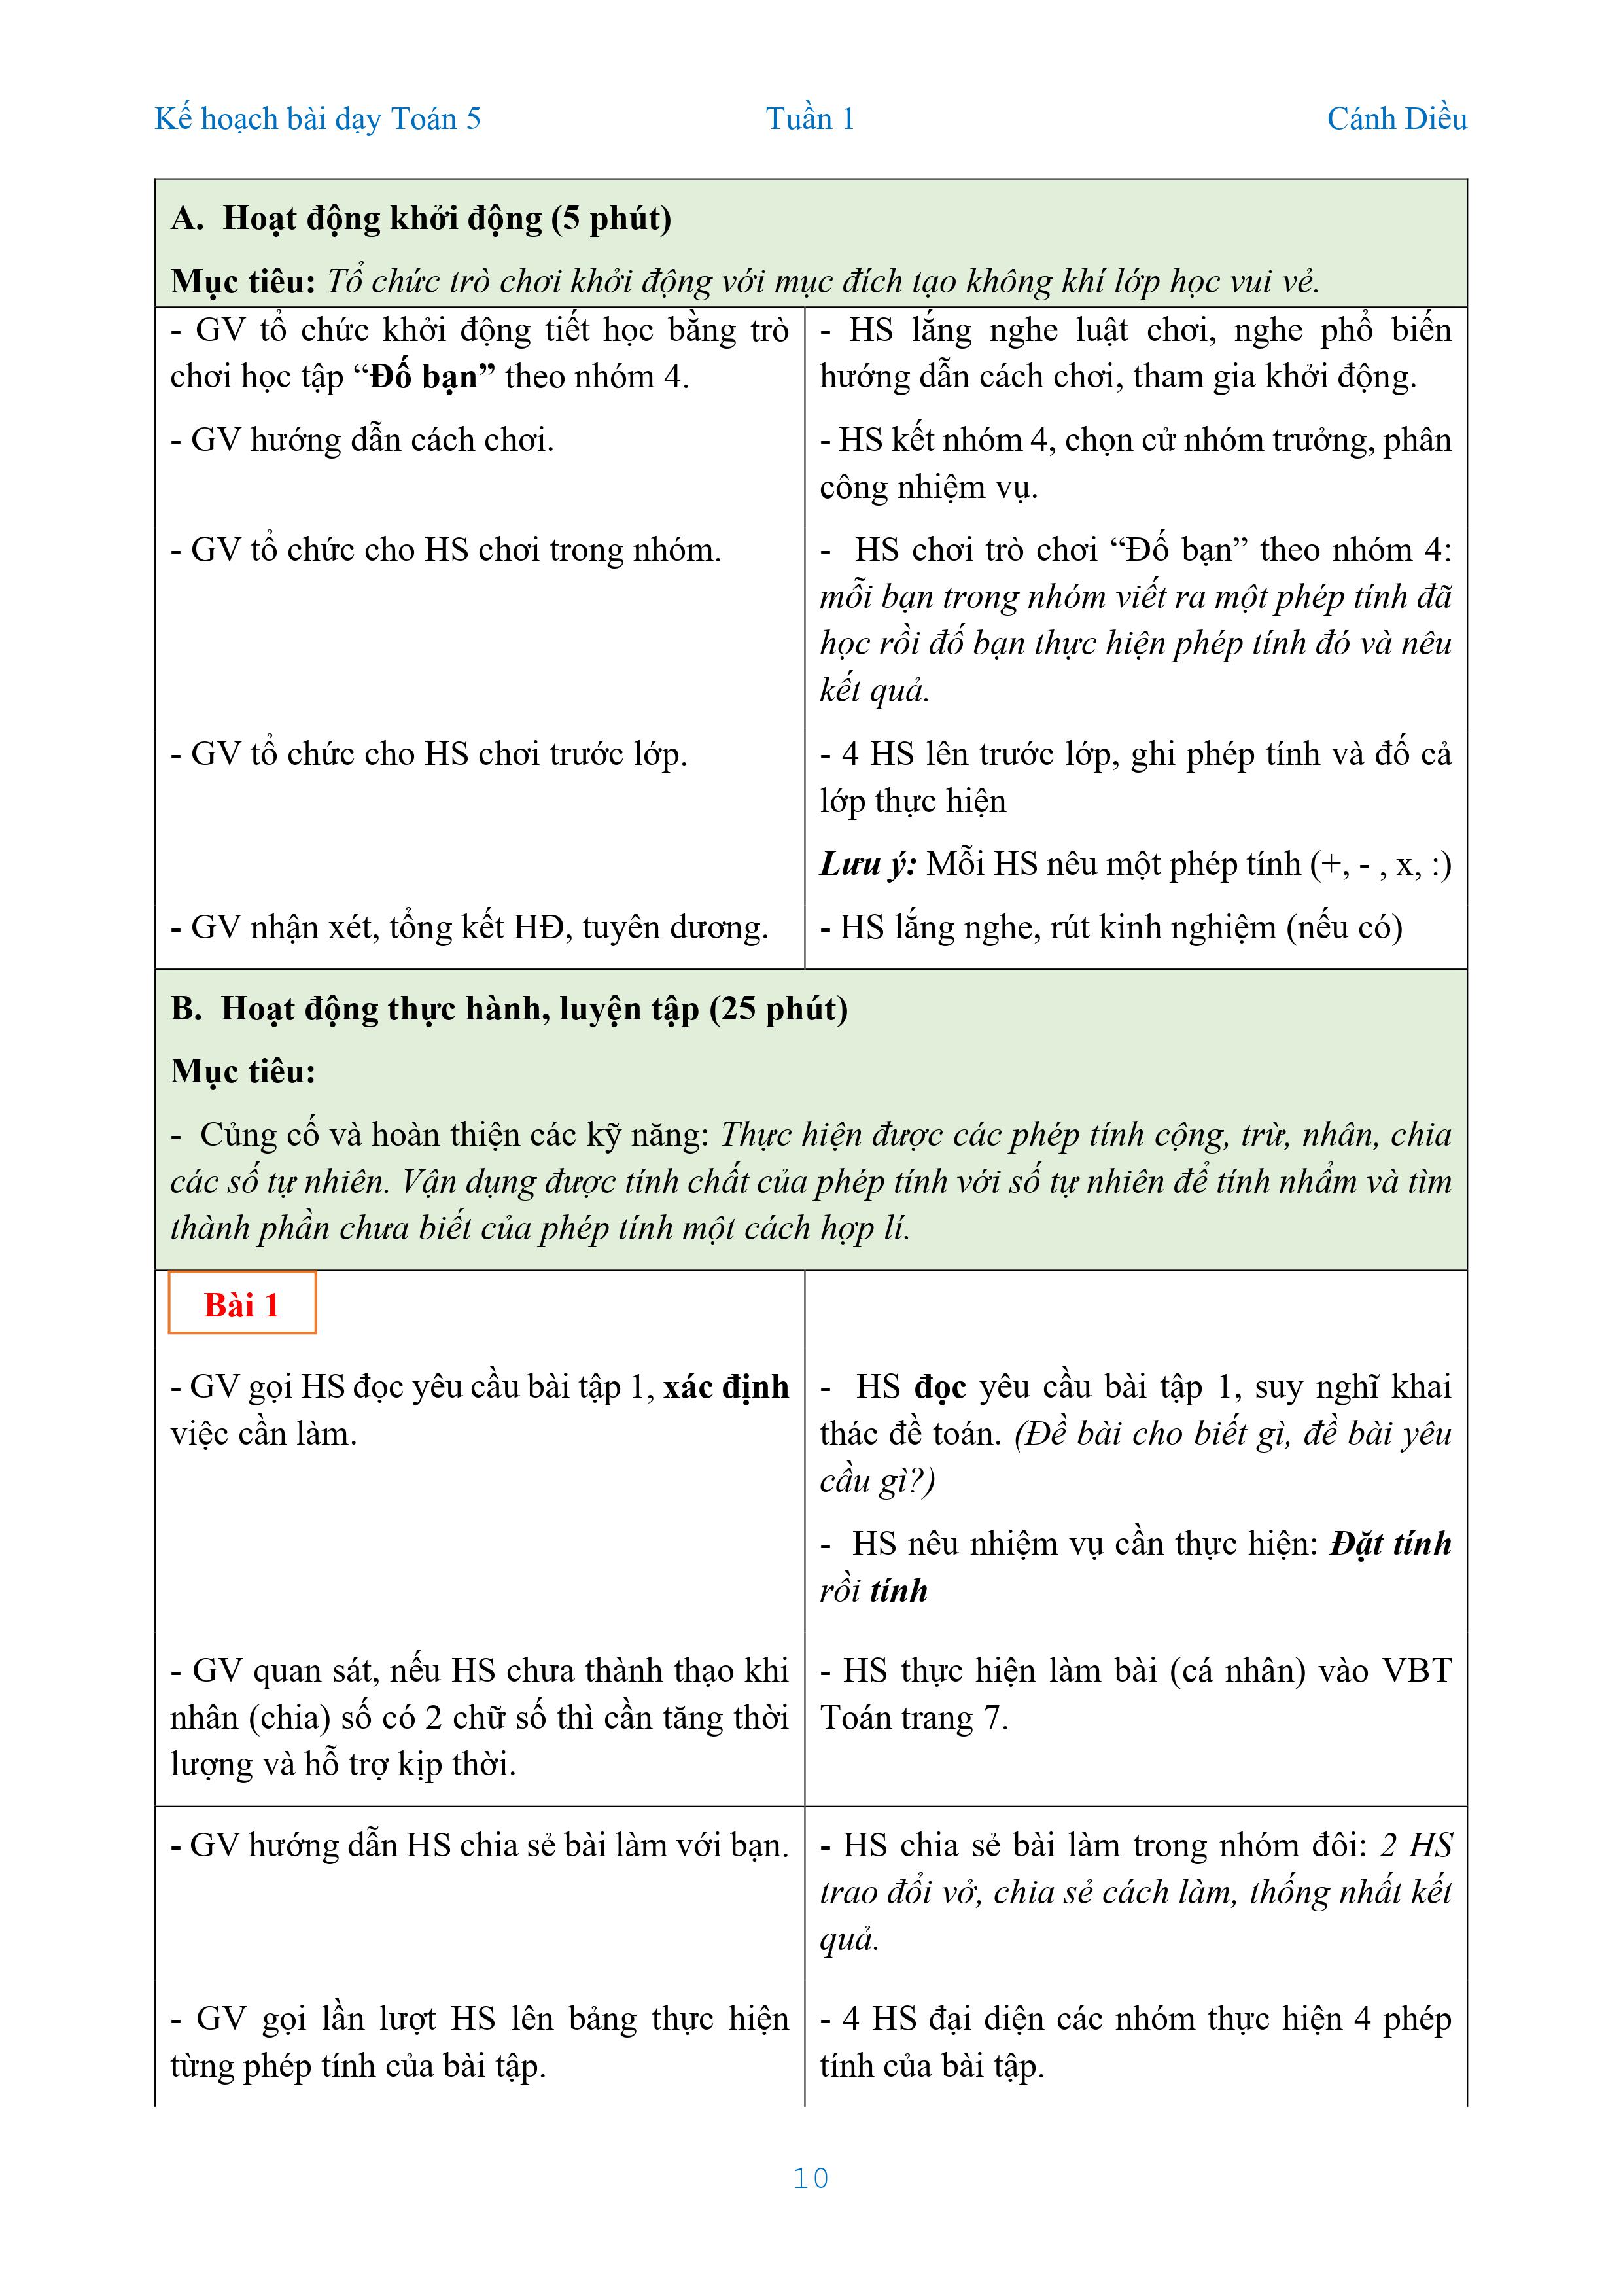 Kế hoạch bài dạy Toán 5 Tuần 1 Cánh Diều
A. Hoạt động khởi động (5 phút)
Mục tiêu: Tổ chức trò chơi khởi động với mục đích tạo không khí lớp học vui vẻ.
- GV tổ chức khởi động tiết học bằng trò
chơi học tập “Đố bạn” theo nhóm 4.
- HS lắng nghe luật chơi, nghe phổ biến
hướng dẫn cách chơi, tham gia khởi động.
- GV hướng dẫn cách chơi.
- HS kết nhóm 4, chọn cử nhóm trưởng, phân
công nhiệm vụ.
- GV tổ chức cho HS chơi trong nhóm.
- HS chơi trò chơi “Đố bạn” theo nhóm 4:
mỗi bạn trong nhóm viết ra một phép tính đã
học rồi đố bạn thực hiện phép tính đó và nêu
kết quả.
- GV tổ chức cho HS chơi trước lớp.
- 4 HS lên trước lớp, ghi phép tính và đố cả
lớp thực hiện
Lưu ý: Mỗi HS nêu một phép tính (+, - , x, :)
- GV nhận xét, tổng kết HĐ, tuyên dương.
- HS lắng nghe, rút kinh nghiệm (nếu có)
B. Hoạt động thực hành, luyện tập (25 phút)
Mục tiêu:
- Củng cố và hoàn thiện các kỹ năng: Thực hiện được các phép tính cộng, trừ, nhân, chia
các số tự nhiên. Vận dụng được tính chất của phép tính với số tự nhiên để tính nhẩm và tìm
thành phần chưa biết của phép tính một cách hợp lí.
Bài 1
- GV gọi HS đọc yêu cầu bài tập 1, xác định
việc cần làm.
- HS đọc yêu cầu bài tập 1, suy nghĩ khai
thác đề toán. (Đề bài cho biết gì, đề bài yêu
cầu gì?)
- HS nêu nhiệm vụ cần thực hiện: Đặt tính
rồi tính
- GV quan sát, nếu HS chưa thành thạo khi
nhân (chia) số có 2 chữ số thì cần tăng thời
lượng và hỗ trợ kịp thời.
- HS thực hiện làm bài (cá nhân) vào VBT
Toán trang 7.
- GV hướng dẫn HS chia sẻ bài làm với bạn.
- HS chia sẻ bài làm trong nhóm đôi: 2 HS
trao đổi vở, chia sẻ cách làm, thống nhất kết
quả.
- GV gọi lần lượt HS lên bảng thực hiện
từng phép tính của bài tập.
- 4 HS đại diện các nhóm thực hiện 4 phép
tính của bài tập.
10